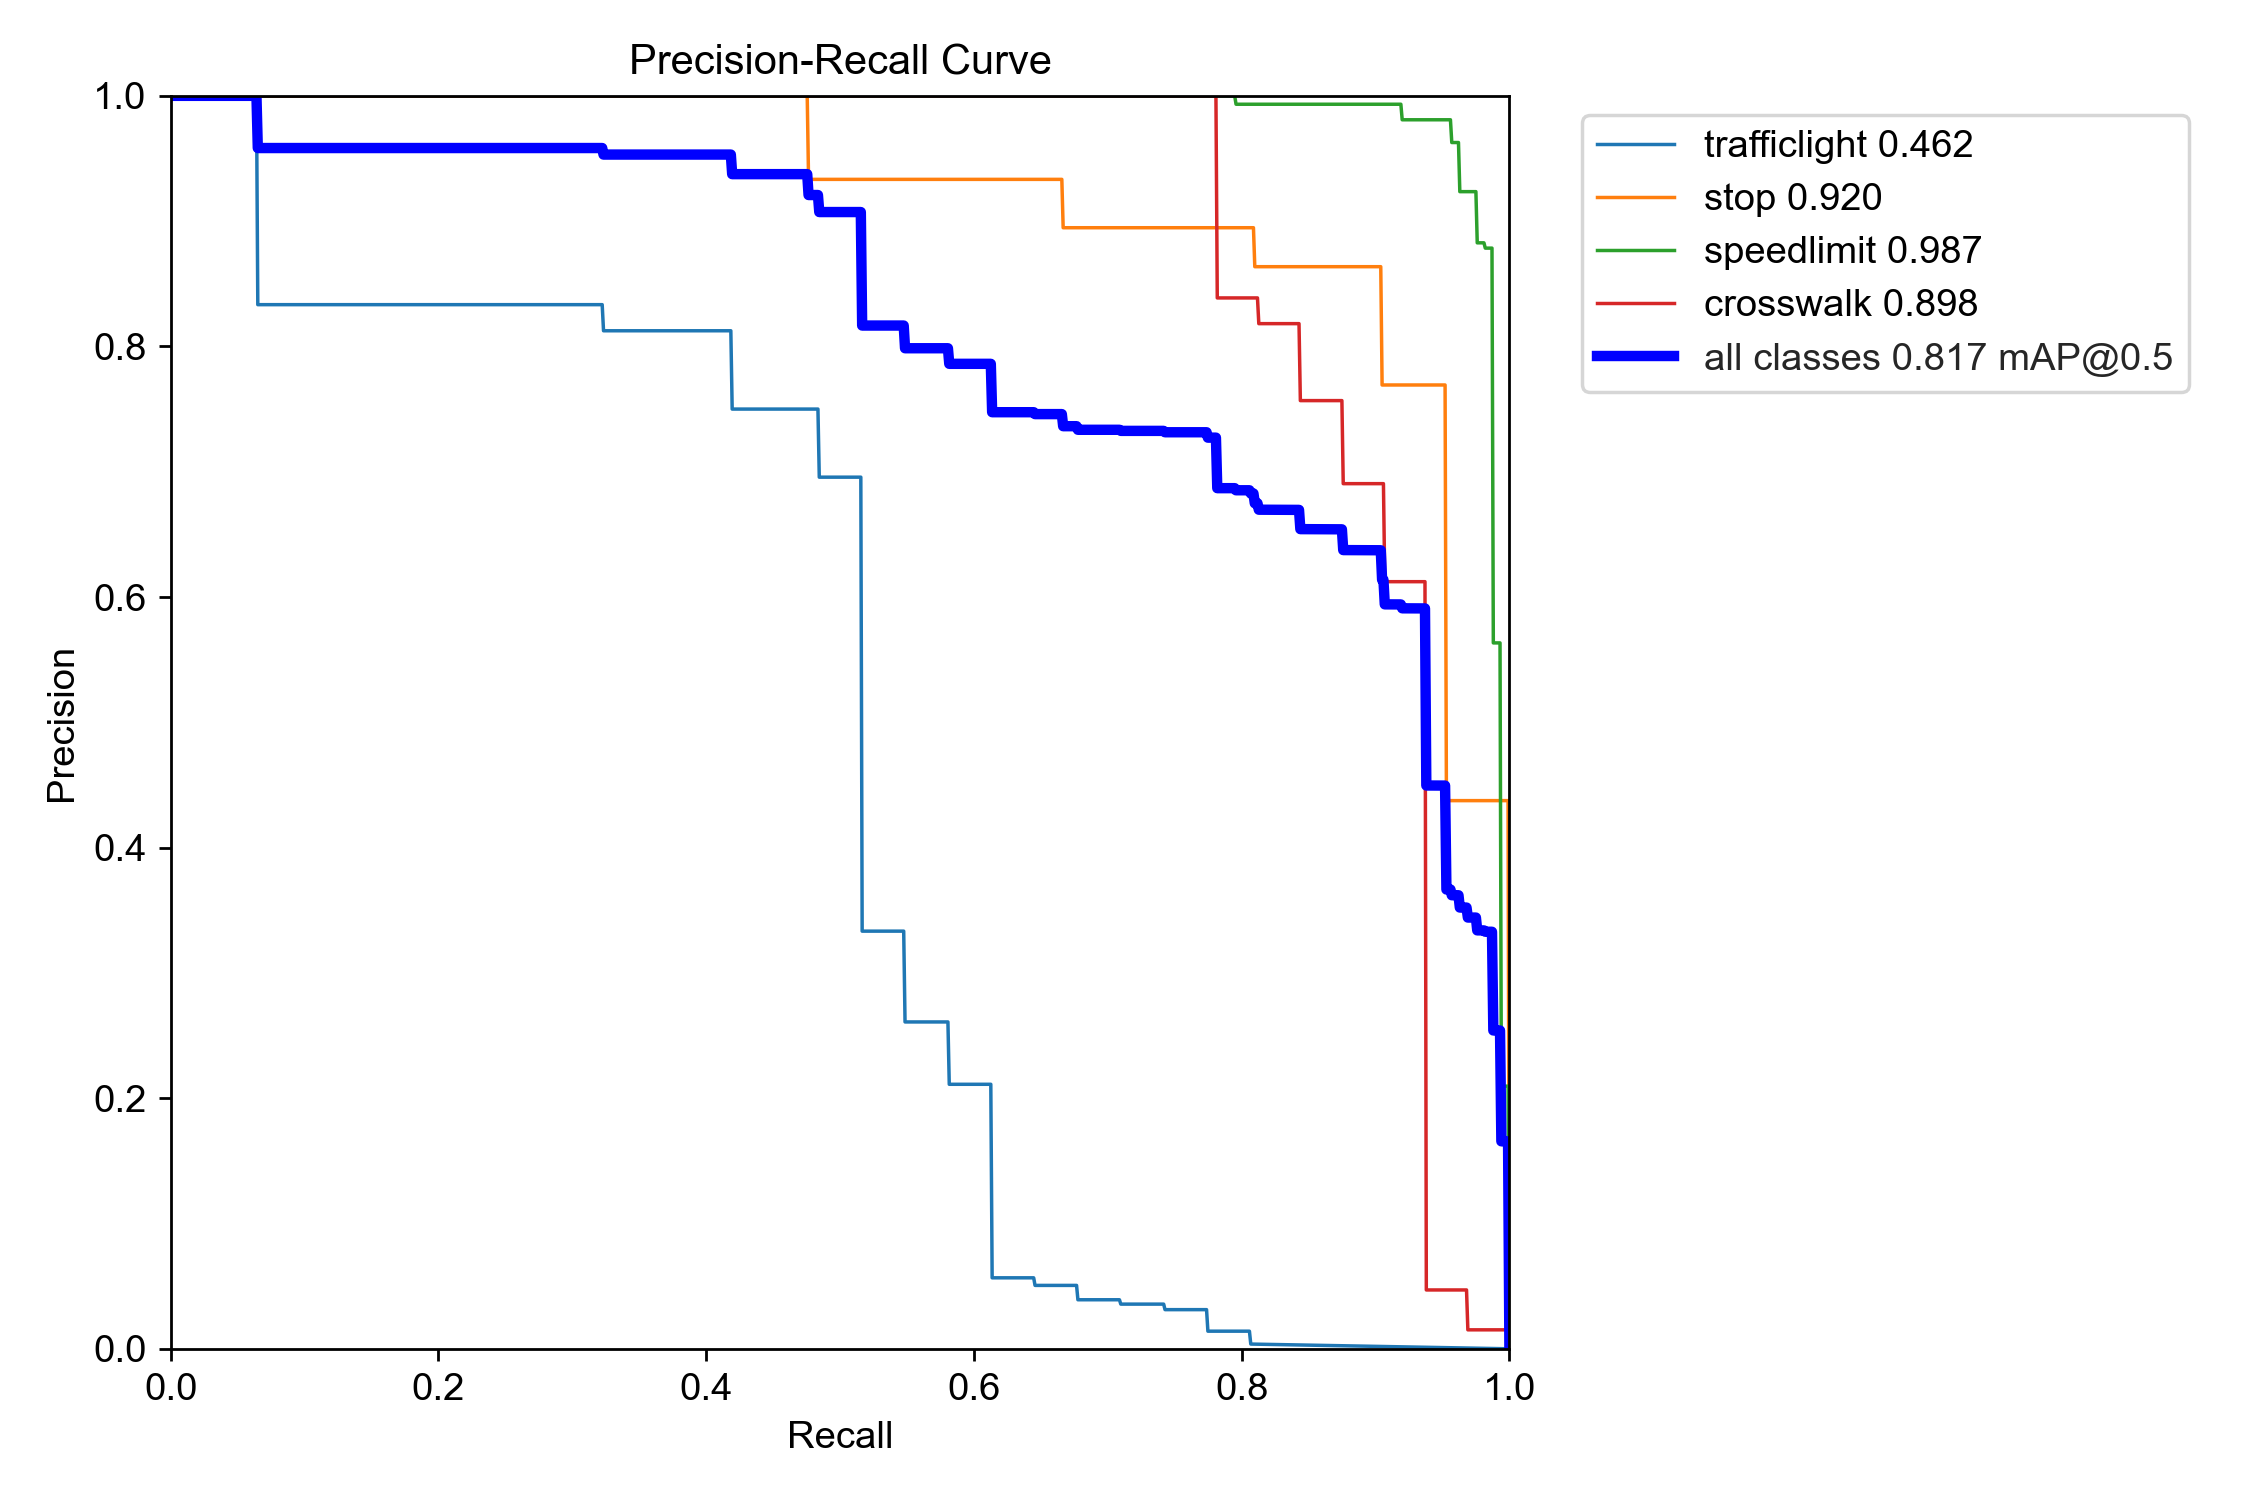 Precision-Recall Curve
1.0
0.8
0.6
0.4
0.2
0.0
Precision
0.0 0.2 0.4 0.6 0.8 1.0
Recall
trafficlight 0.462
stop 0.920
speedlimit 0.987
crosswalk 0.898
all classes 0.817 mAP@0.5